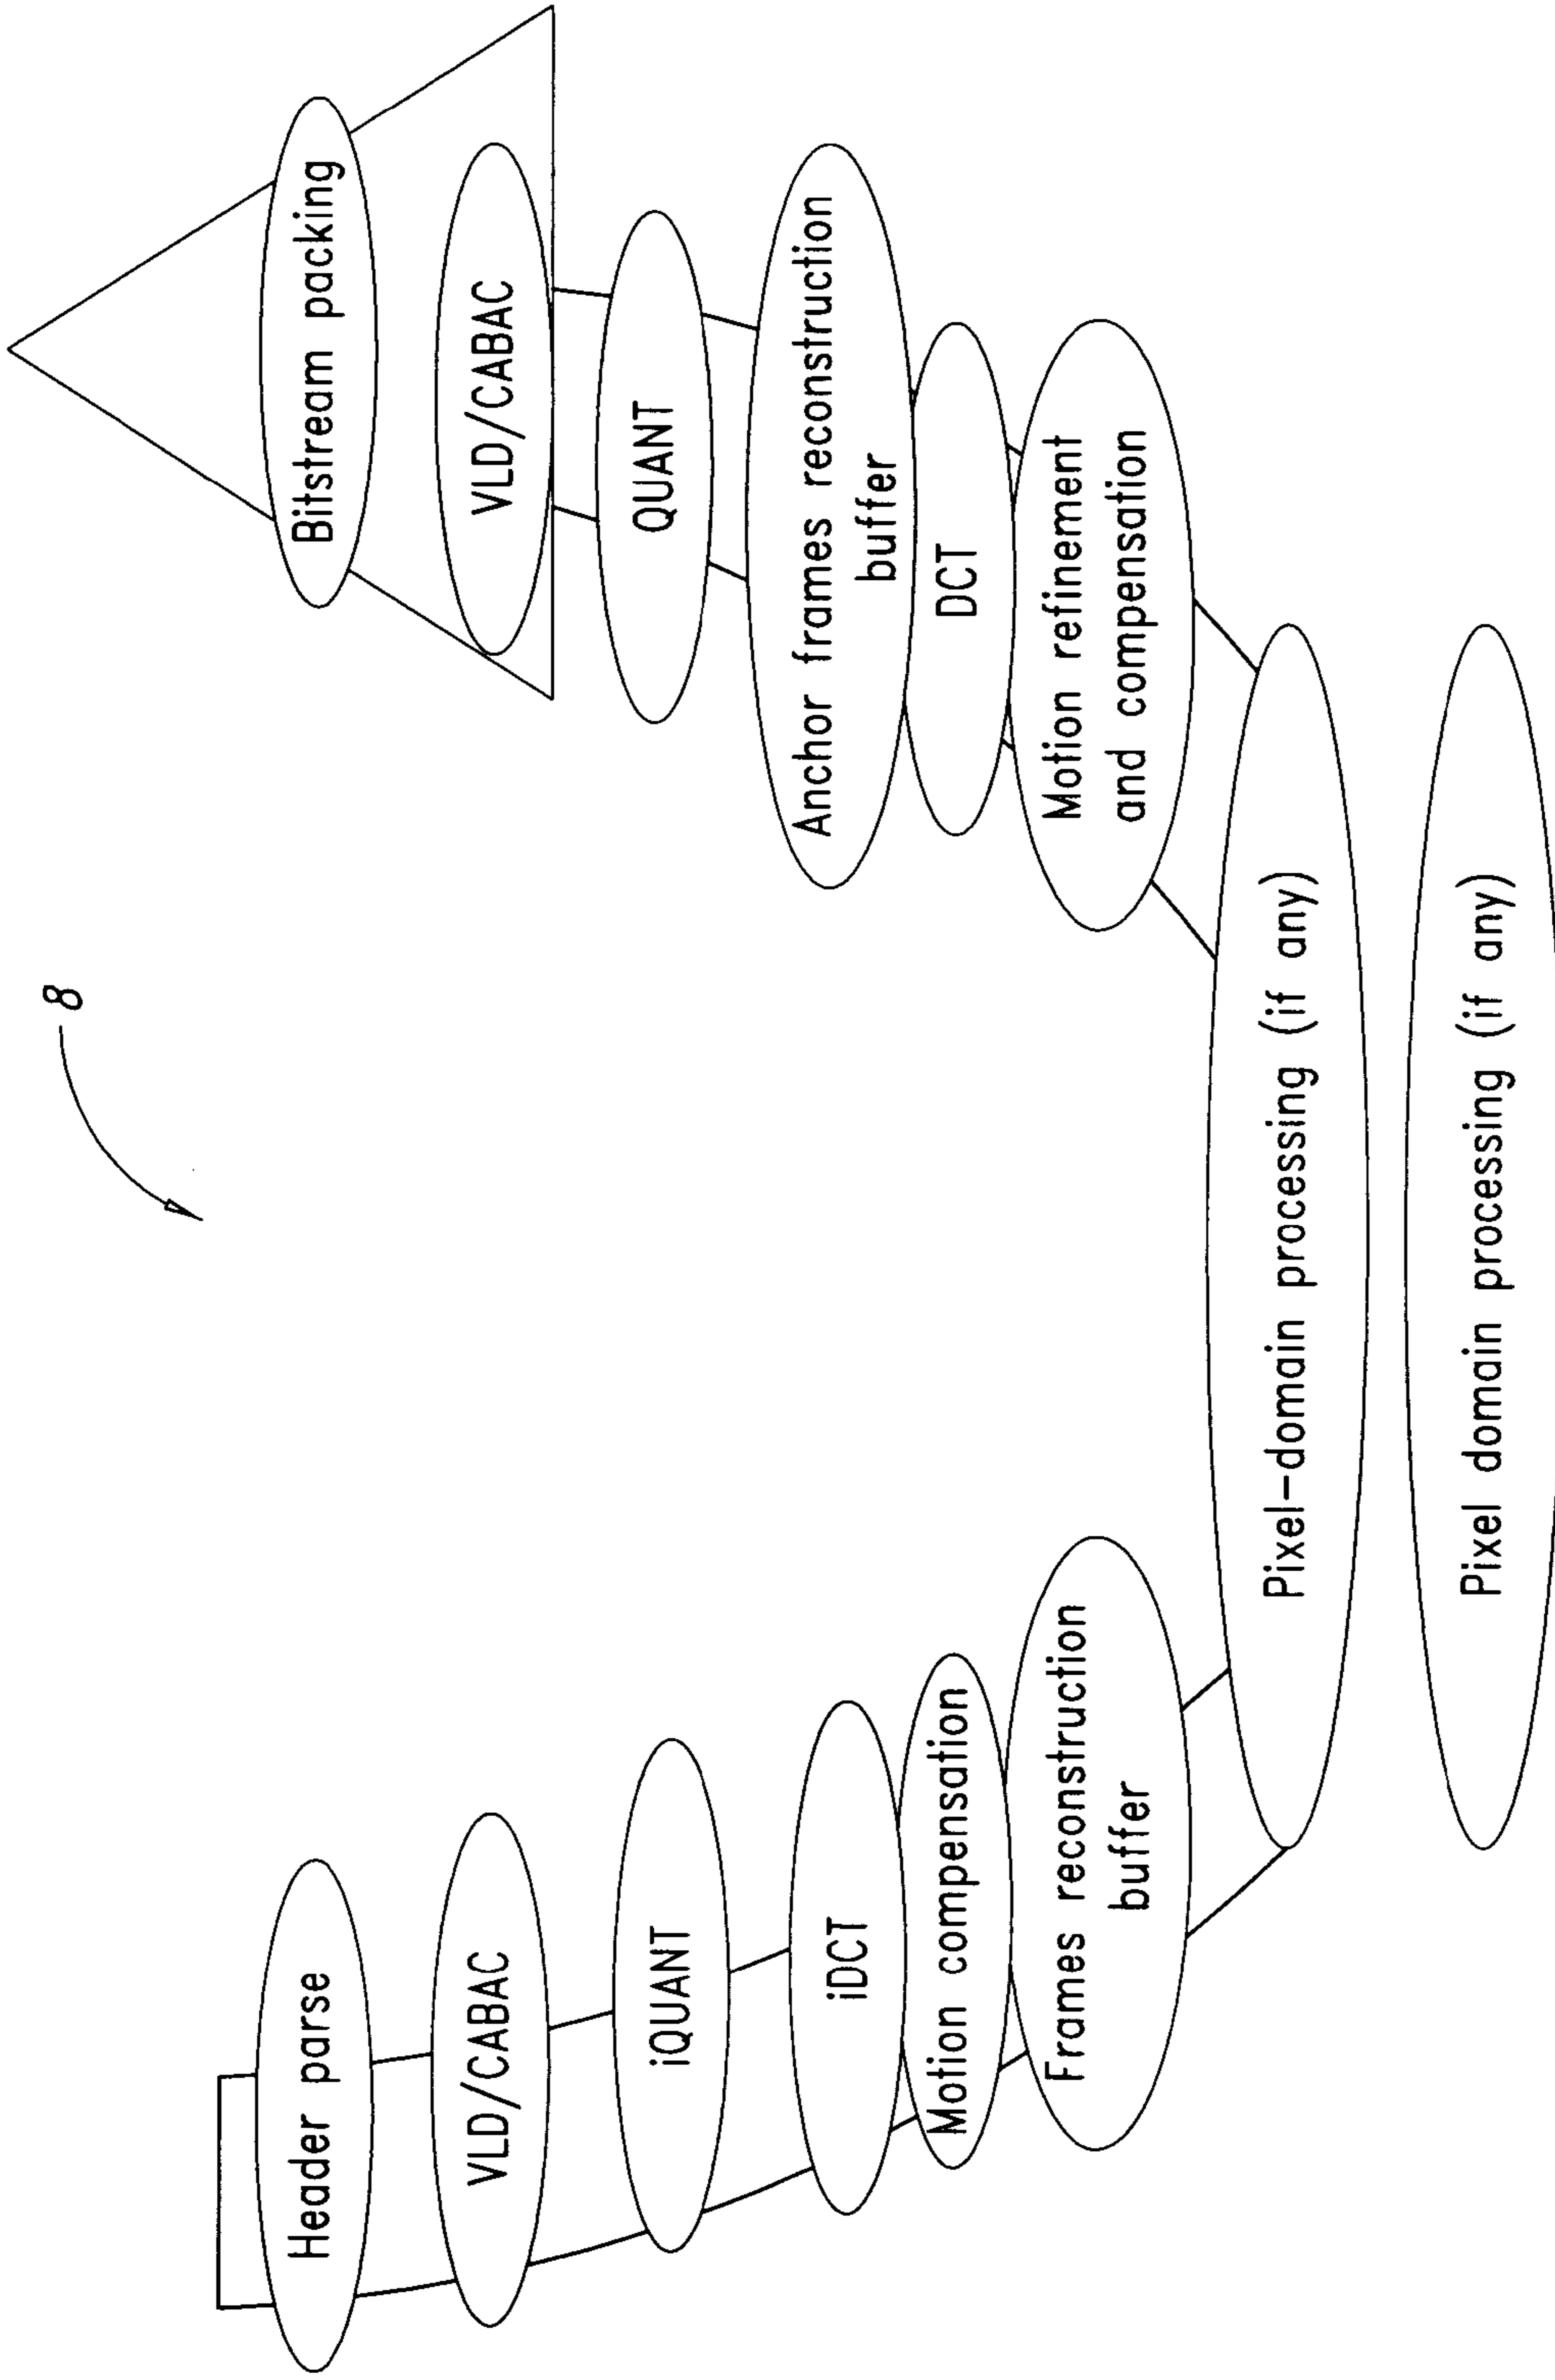 8
Header parse
VLD/CABAC
iQUANT
iDCT
Motion compensation
Frames reconstruction
buffer
Pixel-domain processing (if any)
Pixel domain processing (if any)
Motion refinement
and compensation
DCT
Anchor frames reconstruction
buffer
QUANT
VLD/CABAC
Bitstream packing